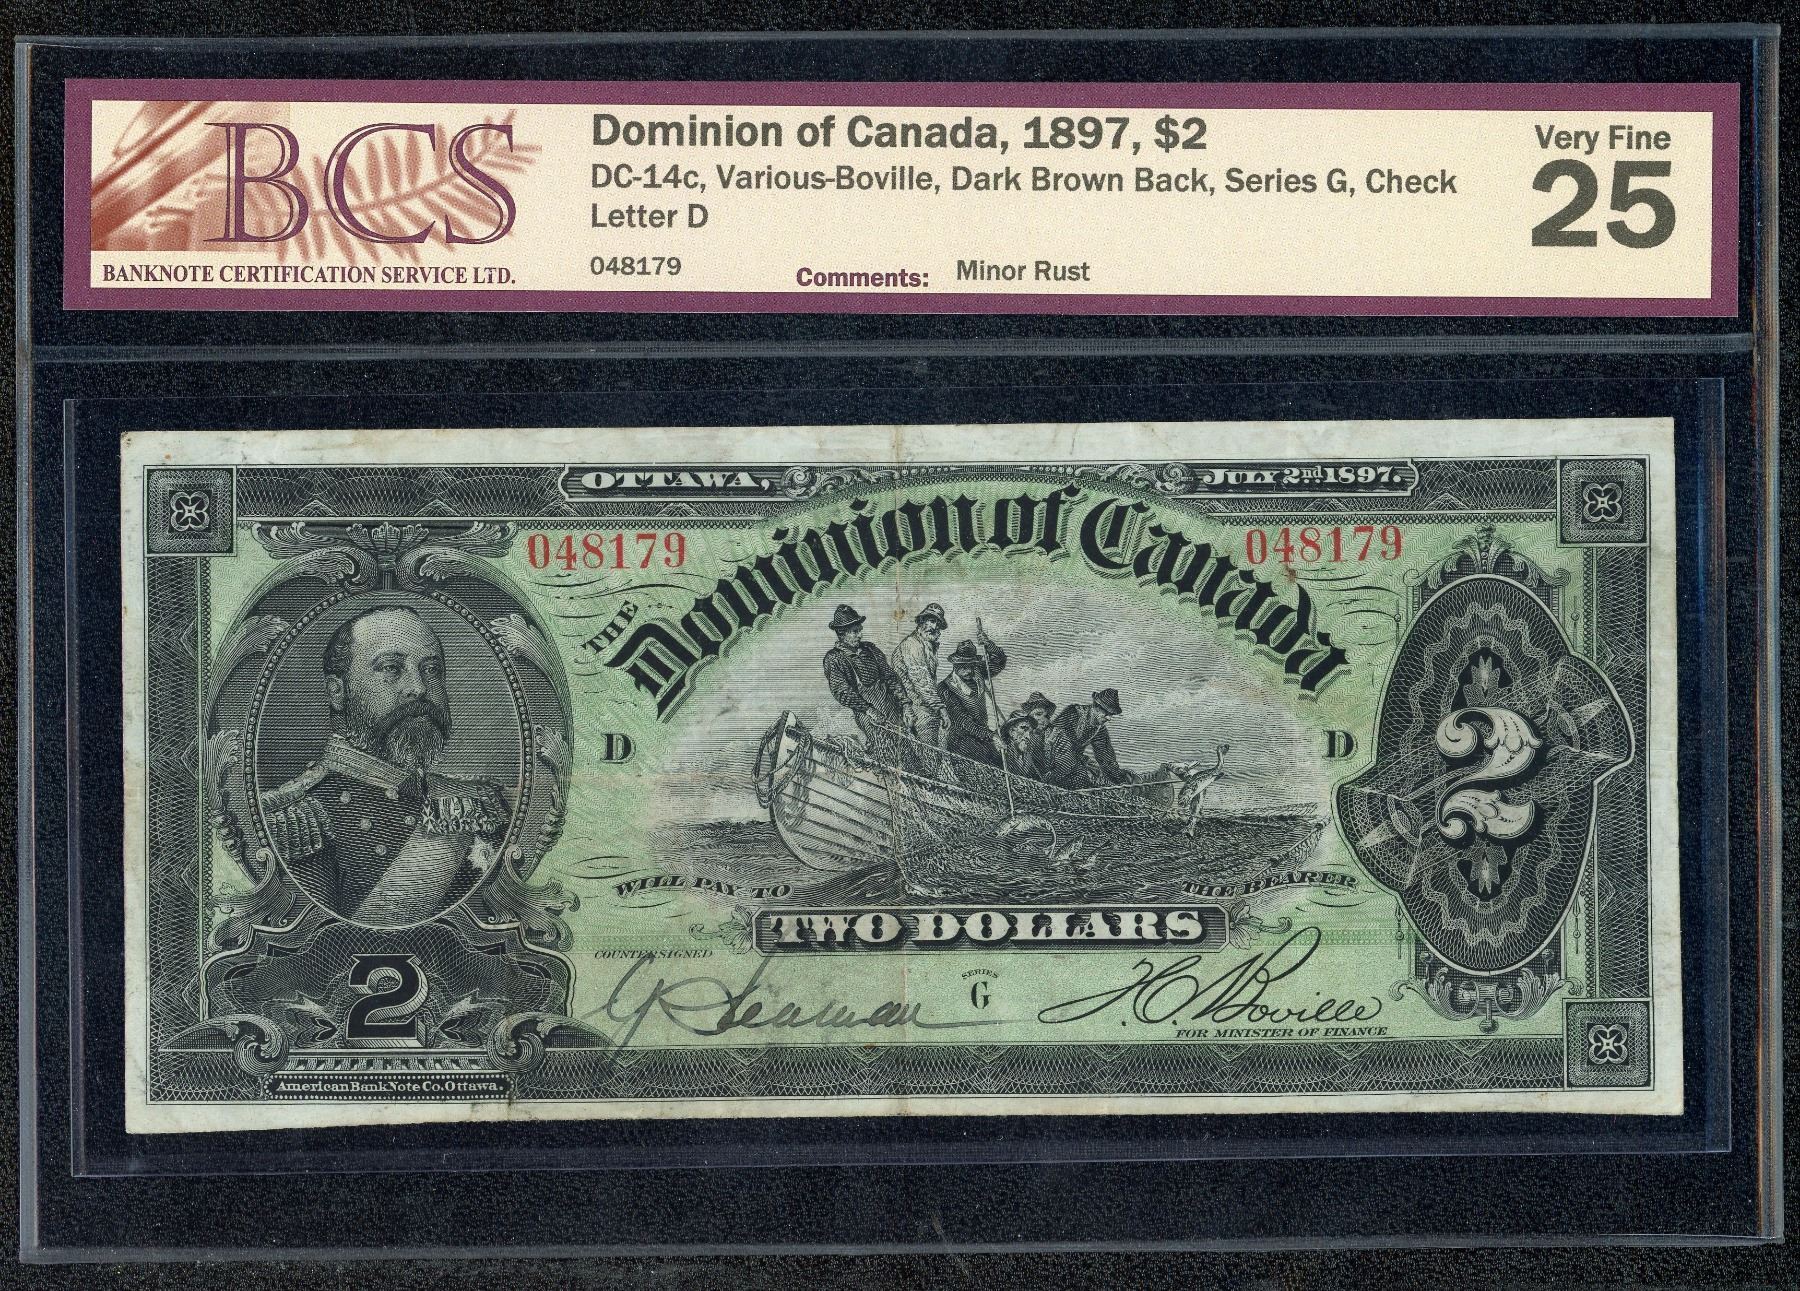 BCS
BANKNOTE CERTIFICATION SERVICE LTD.
Dominion of Canada, 1897, $2
DC-14c, Various-Boville, Dark Brown Back, Series G, Check
Letter D
048179
Comments: Minor Rust
Very Fine
25
OTTAWA,
JULY 2nd 1897.
048179
048179
THE
Dominion of Canada
D
D
2
WILL PAY TO
THE BEARER
TWO DOLLARS
COUNTERSIGNED
SERIES
G
T.C. Boville
FOR MINISTER OF FINANCE
2
American Bank Note Co. Ottawa.